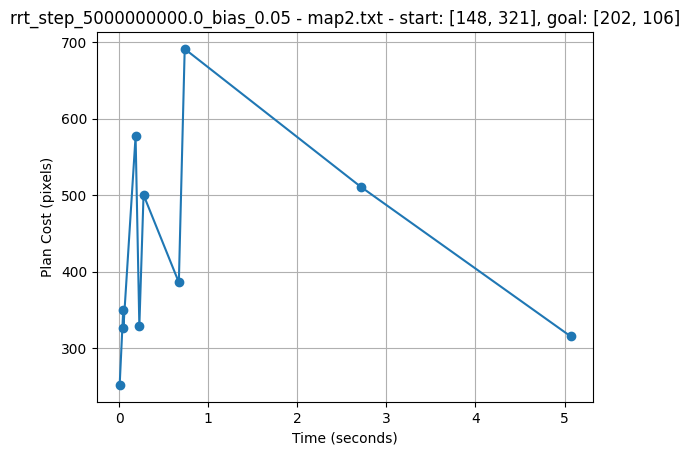 rrt_step_5000000000.0_bias_0.05 - map2.txt - start: [148, 321], goal: [202, 106]
700
600
500
400
300
Plan Cost (pixels)
0 1 2 3 4 5
Time (seconds)